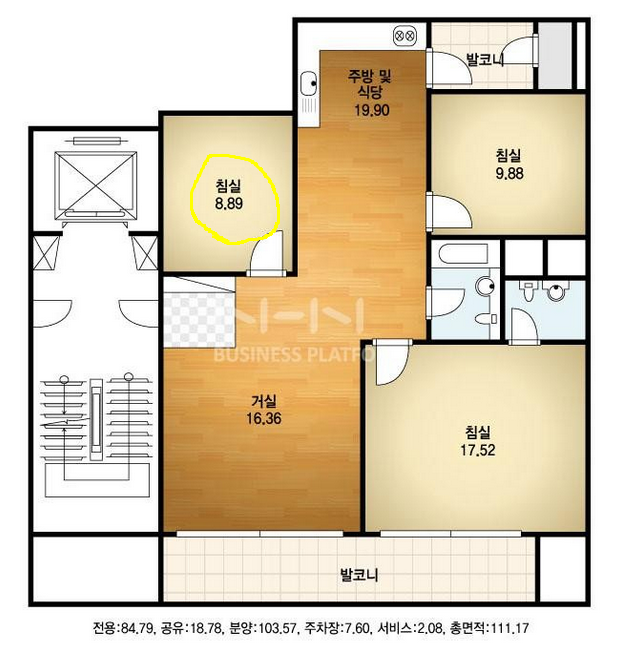 발코니
주방 및
식당
19.90
침실
9.88
침실
8.89
NHN
BUSINESS PLATFO
거실
16.36
침실
17.52
발코니
전용:84.79, 공유:18.78, 분양:103.57, 주차장:7.60, 서비스:2.08, 총면적:111.17